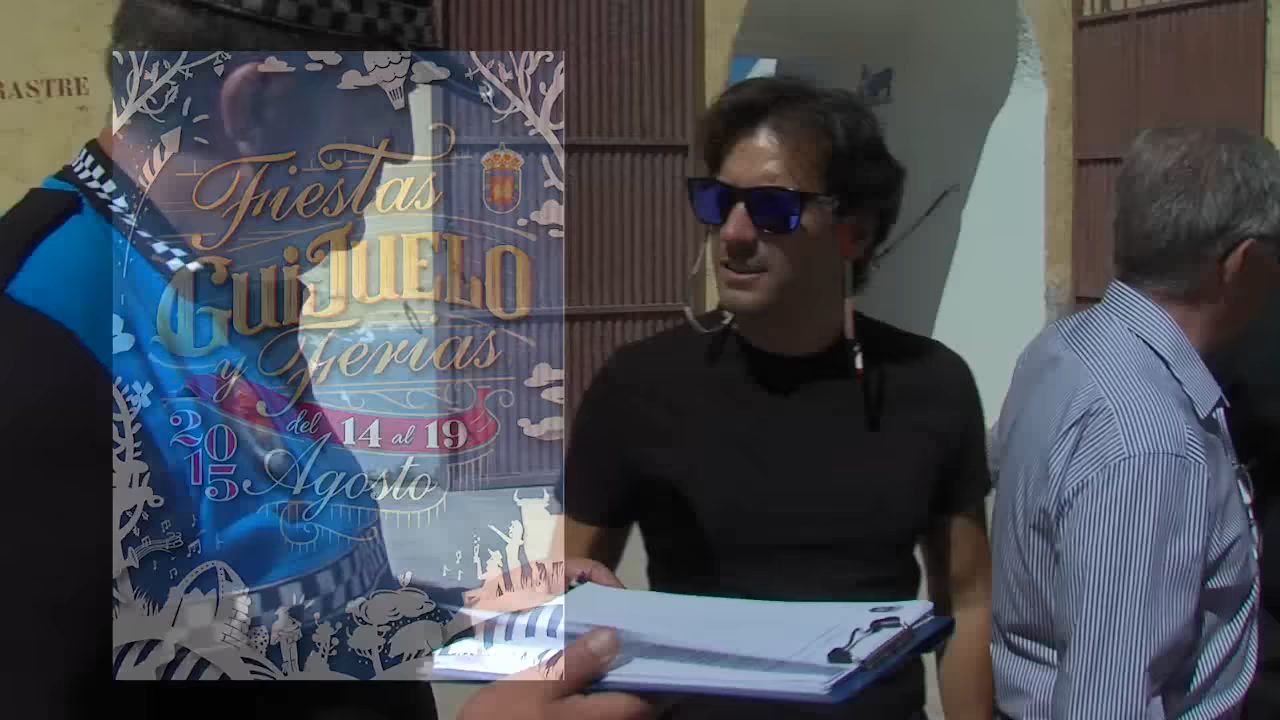 RASTRE
Fiestas
GuiJUELO
y Ferias
del 14 al 19
2015 Agosto